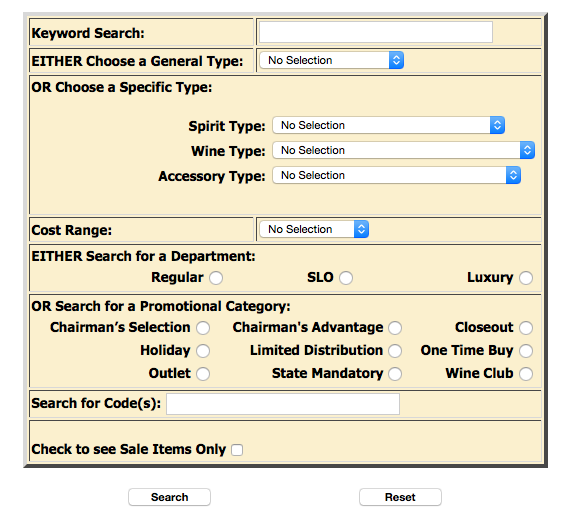 Keyword Search:
EITHER Choose a General Type: No Selection
OR Choose a Specific Type:
Spirit Type: No Selection
Wine Type: No Selection
Accessory Type: No Selection
Cost Range: No Selection
EITHER Search for a Department:
Regular SLO Luxury
OR Search for a Promotional Category:
Chairman’s Selection Chairman's Advantage Closeout
Holiday Limited Distribution One Time Buy
Outlet State Mandatory Wine Club
Search for Code(s):
Check to see Sale Items Only
Search Reset